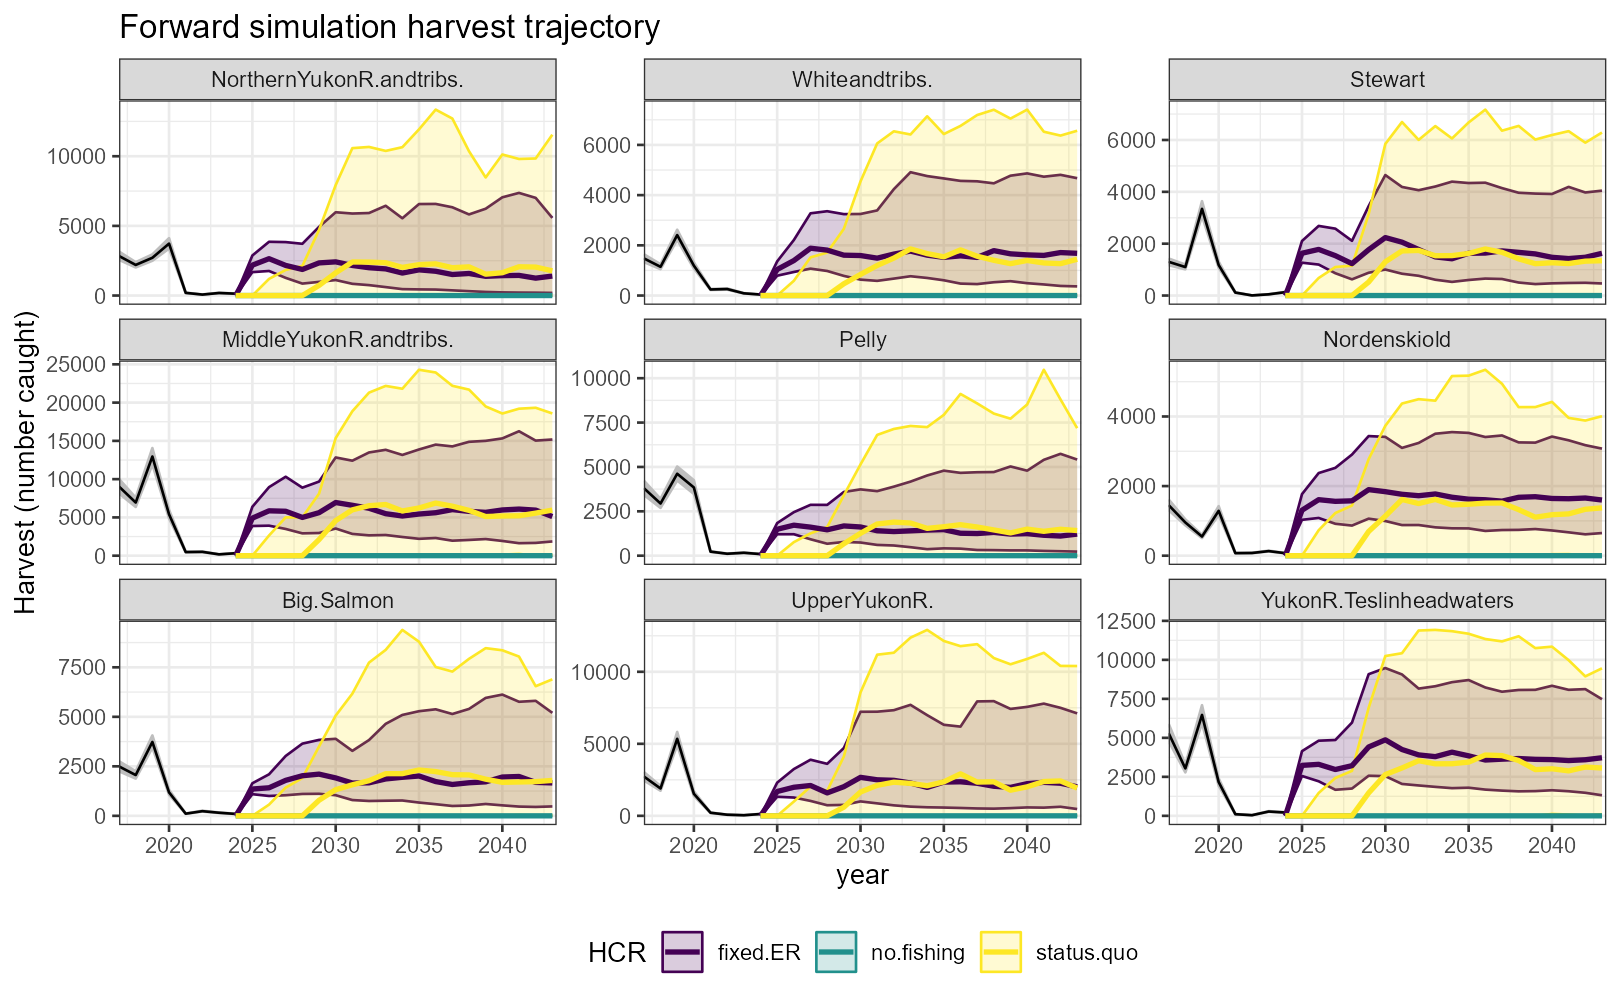 Forward simulation harvest trajectory
NorthernYukonR.andtribs.
Whiteandtribs.
Stewart
10000
5000
0
6000
4000
2000
0
6000
4000
2000
0
MiddleYukonR.andtribs.
Pelly
Nordenskiold
25000
20000
15000
10000
5000
0
10000
7500
5000
2500
0
4000
2000
0
Big.Salmon
UpperYukonR.
YukonR.Teslinheadwaters
7500
5000
2500
0
10000
5000
0
12500
10000
7500
5000
2500
0
2020 2025 2030 2035 2040
2020 2025 2030 2035 2040
2020 2025 2030 2035 2040
Harvest (number caught)
year
HCR fixed.ER no.fishing status.quo